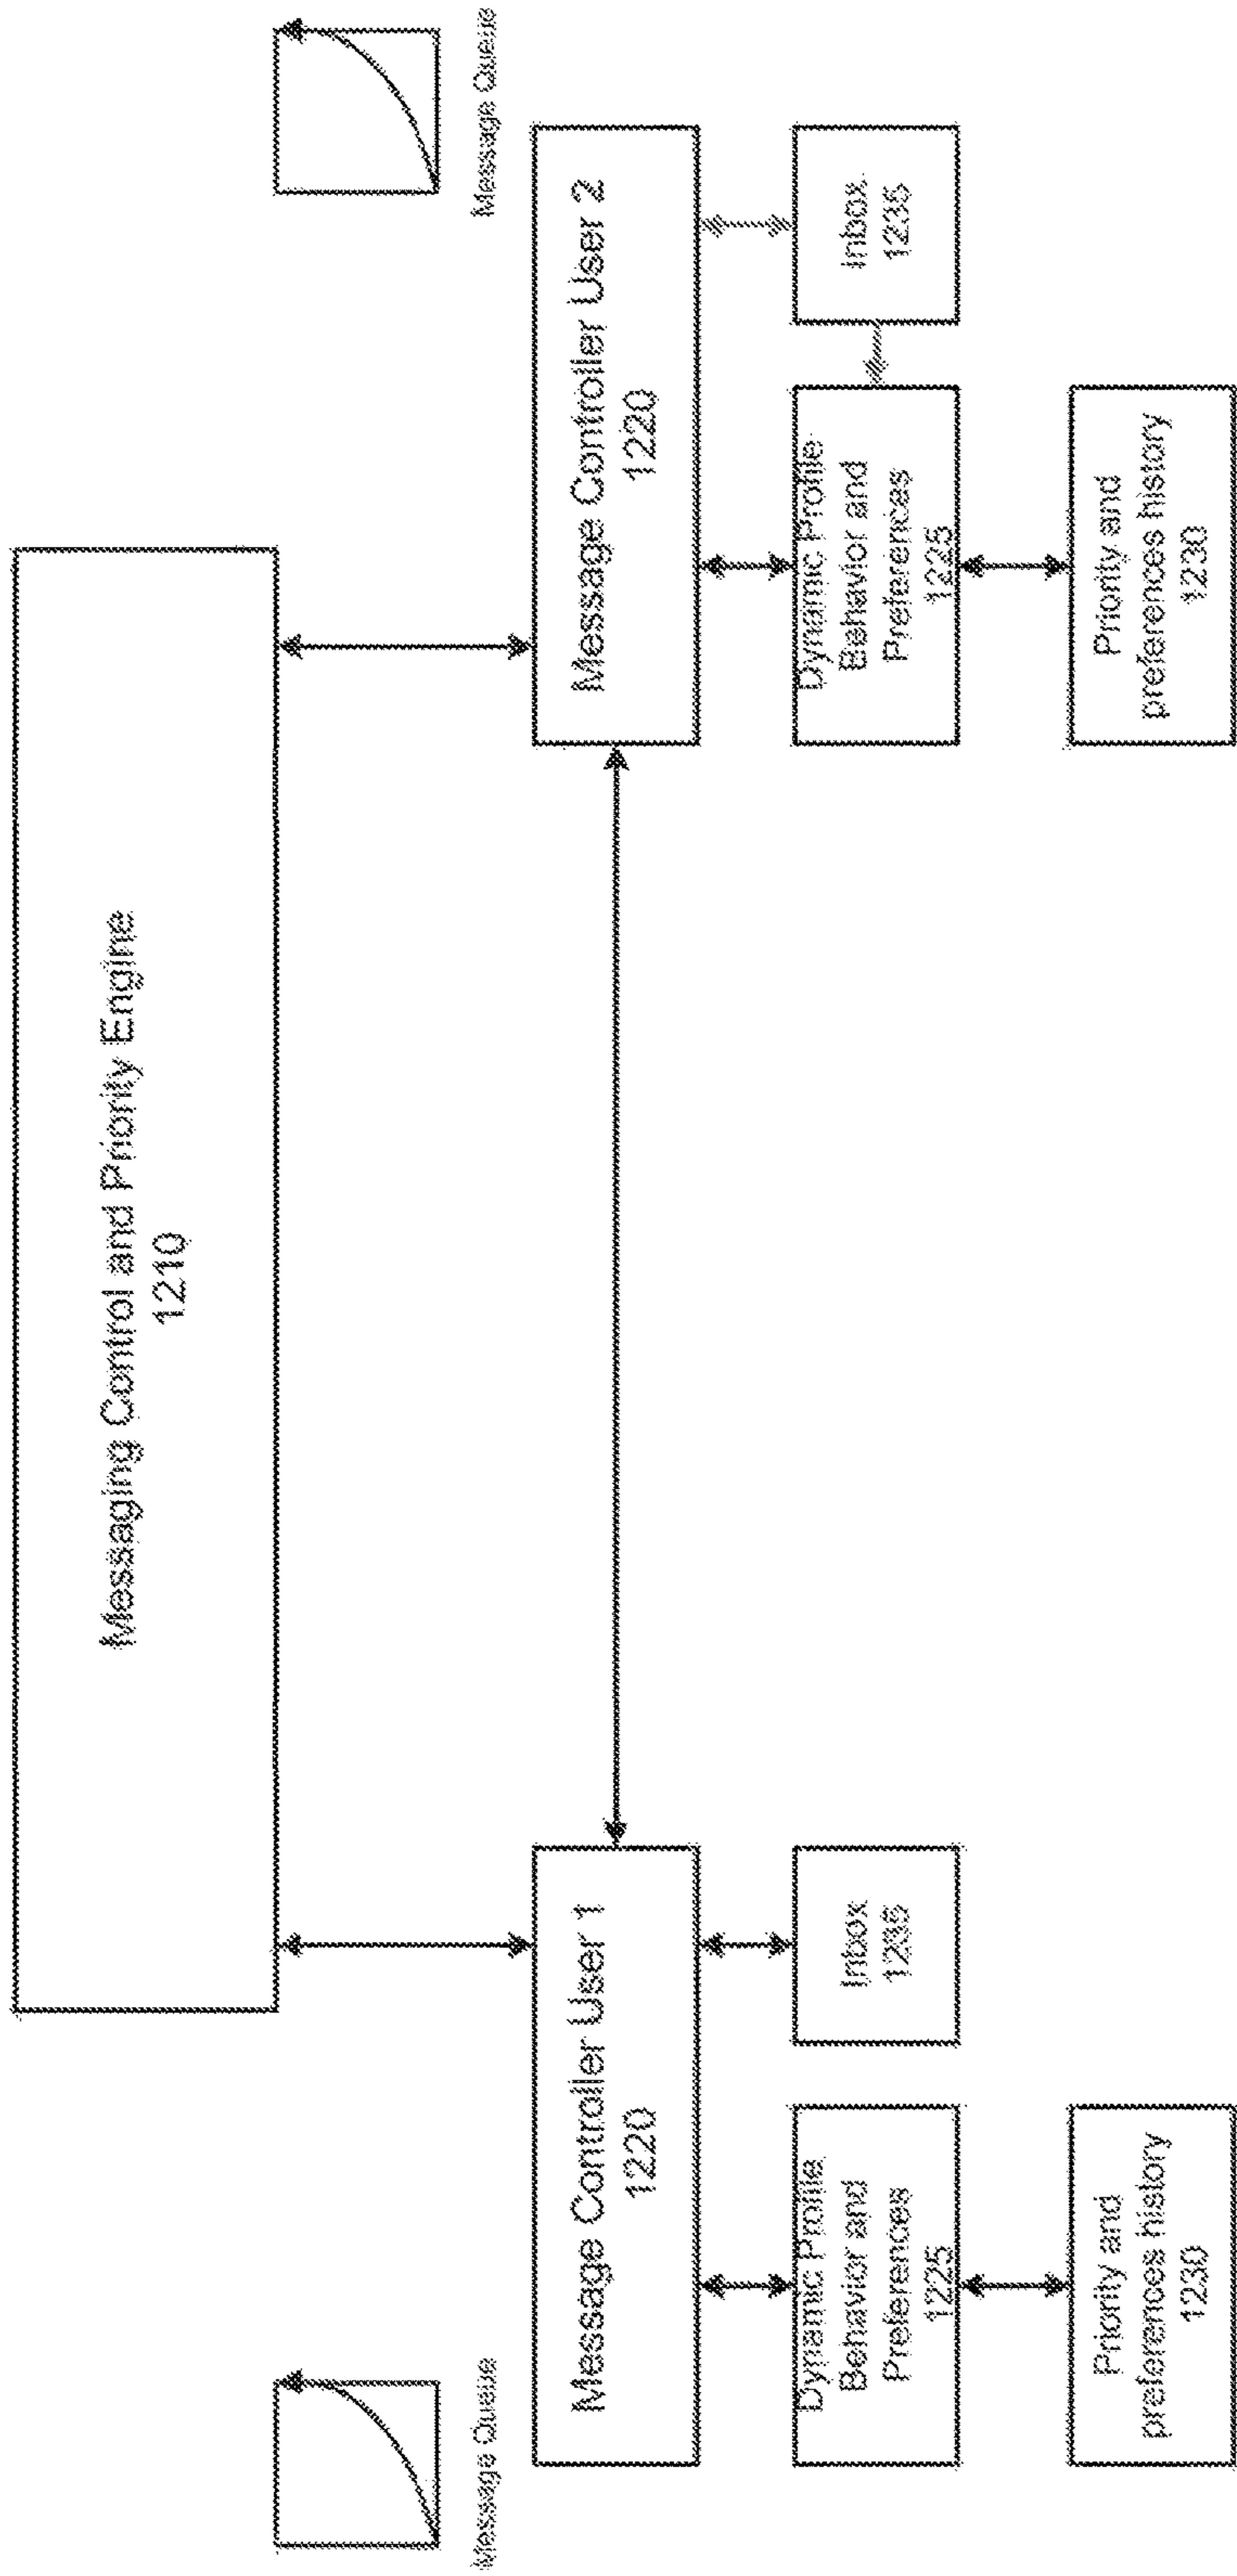 Messaging Control and Priority Engine
1210
Message Queue
Message Queue
Message Controller User 1
1220
Message Controller User 2
1220
Dynamic Profile
Behavior and
Preferences
1225
Inbox
1235
Dynamic Profile
Behavior and
Preferences
1225
Inbox
1235
Priority and
preferences history
1230
Priority and
preferences history
1230